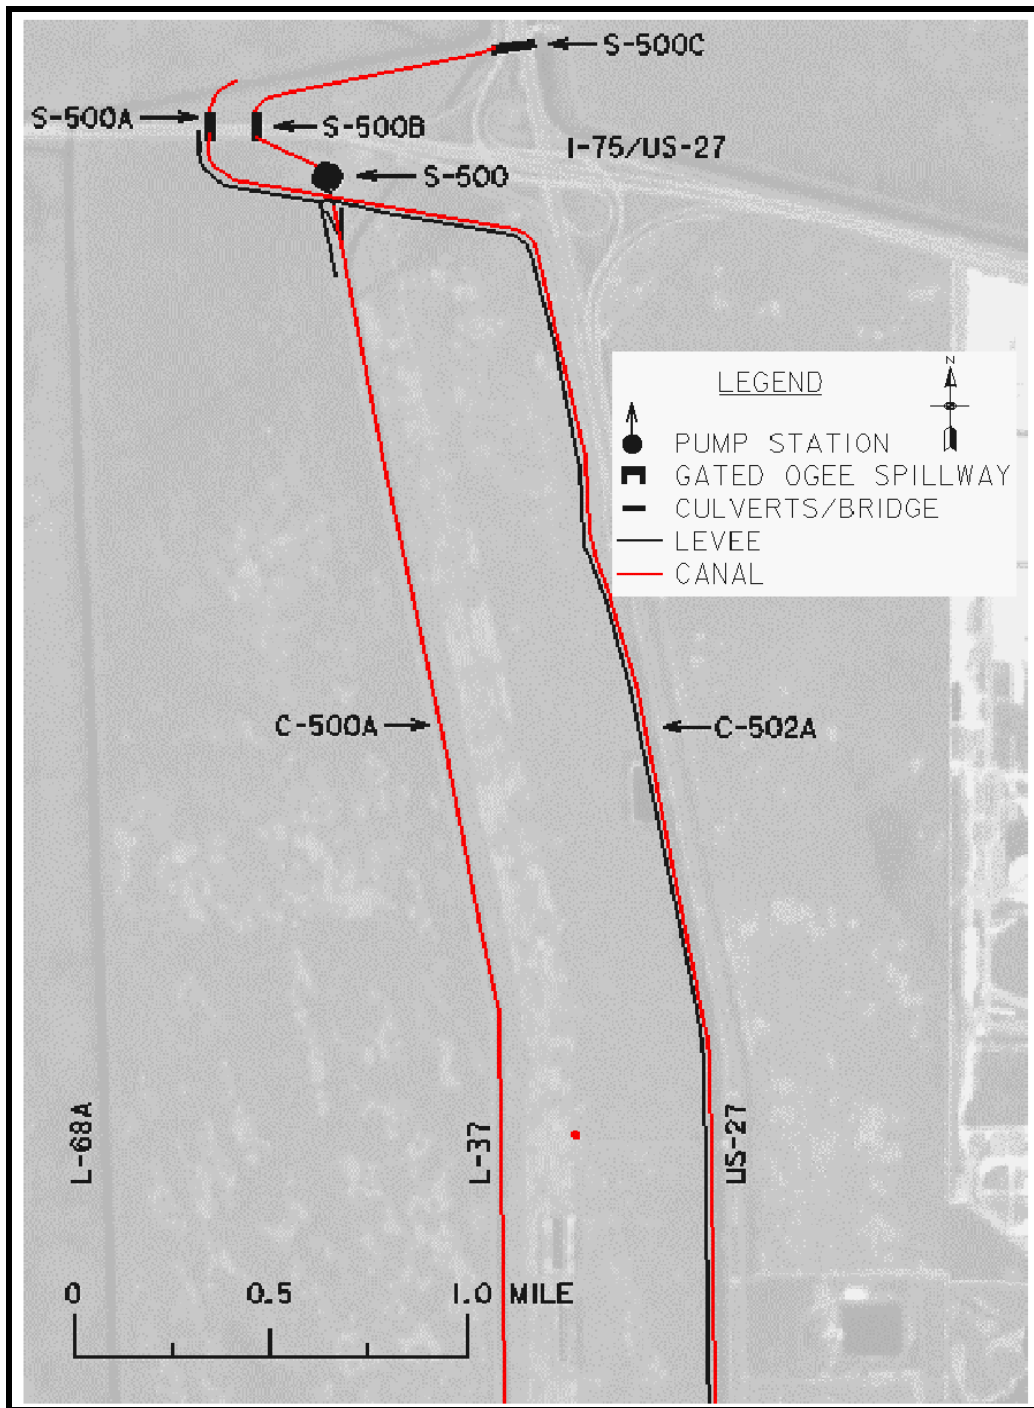 S-500C
S-500A
S-500B
I-75/US-27
S-500
N
LEGEND
PUMP STATION
GATED OGEE SPILLWAY
CULVERTS/BRIDGE
LEVEE
CANAL
C-500A
C-502A
L-68A
L-37
US-27
0 0.5 1.0 MILE